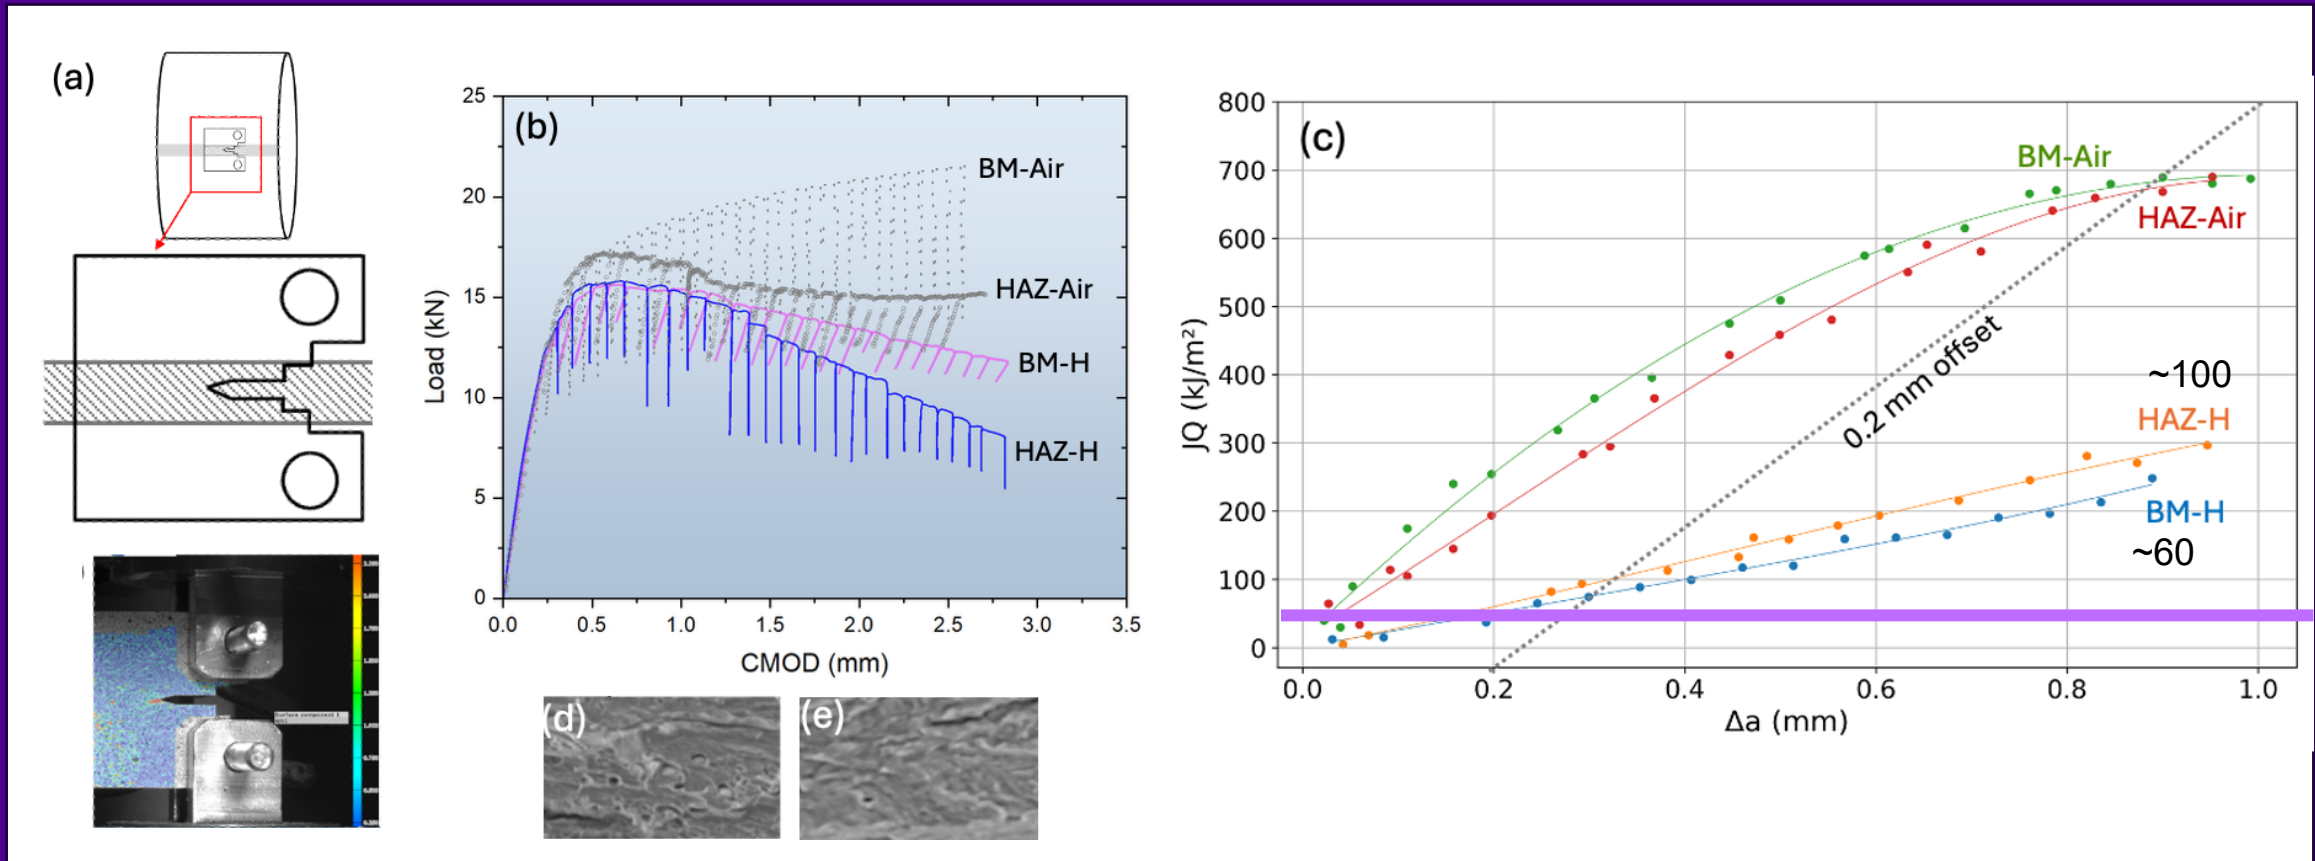 (a)
(b)
25
20
15
10
5
0
Load (kN)
0.0
0.5
1.0
1.5
2.0
2.5
3.0
3.5
CMOD (mm)
BM-Air
HAZ-Air
BM-H
HAZ-H
(c)
800
700
600
500
400
300
200
100
0
JQ (kJ/m²)
0.0
0.2
0.4
0.6
0.8
1.0
Δa (mm)
BM-Air
HAZ-Air
0.2 mm offset
~100
HAZ-H
BM-H
~60
(d)
(e)